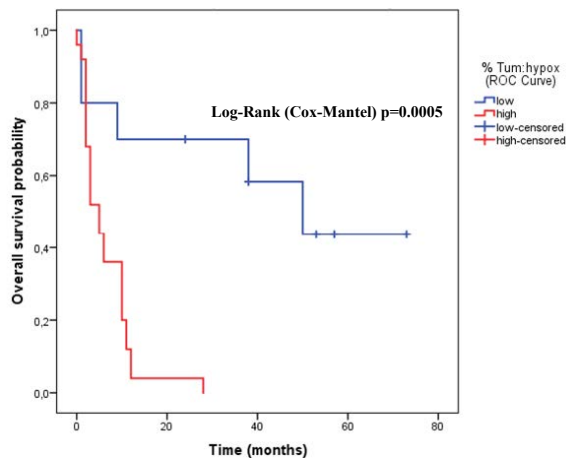 1,0
0,8
0,6
0,4
0,2
0,0
Overall survival probability
Log-Rank (Cox-Mantel) p=0.0005
0
20
40
60
80
Time (months)
% Tum:hypox
(ROC Curve)
low
high
low-censored
high-censored